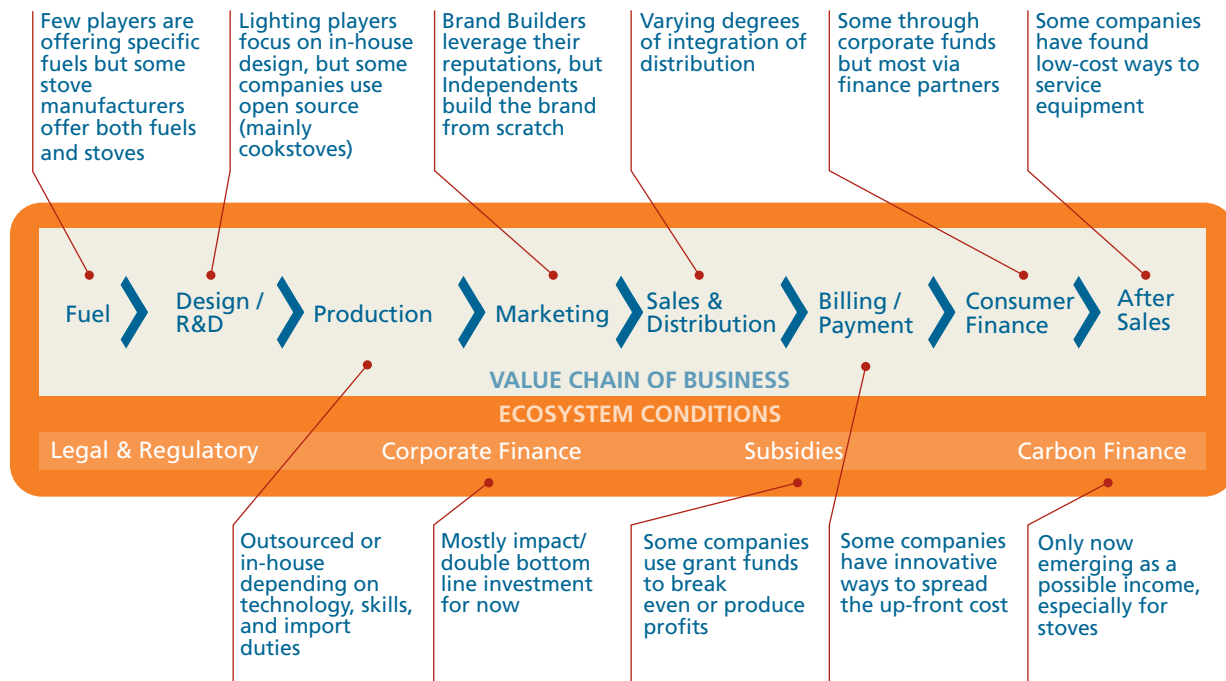 Few players are
offering specific
fuels but some
stove
manufacturers
offer both fuels
and stoves
Lighting players
focus on in-house
design, but some
companies use
open source
(mainly
cookstoves)
Brand Builders
leverage their
reputations, but
Independents
build the brand
from scratch
Varying degrees
of integration of
distribution
Some through
corporate funds
but most via
finance partners
Some companies
have found
low-cost ways to
service
equipment
Fuel
Design /
R&D
Production
Marketing
Sales &
Distribution
Billing /
Payment
Consumer
Finance
After
Sales
VALUE CHAIN OF BUSINESS
ECOSYSTEM CONDITIONS
Legal & Regulatory
Corporate Finance
Subsidies
Carbon Finance
Outsourced or
in-house
depending on
technology, skills,
and import
duties
Mostly impact/
double bottom
line investment
for now
Some companies
use grant funds
to break
even or produce
profits
Some companies
have innovative
ways to spread
the up-front cost
Only now
emerging as a
possible income,
especially for
stoves